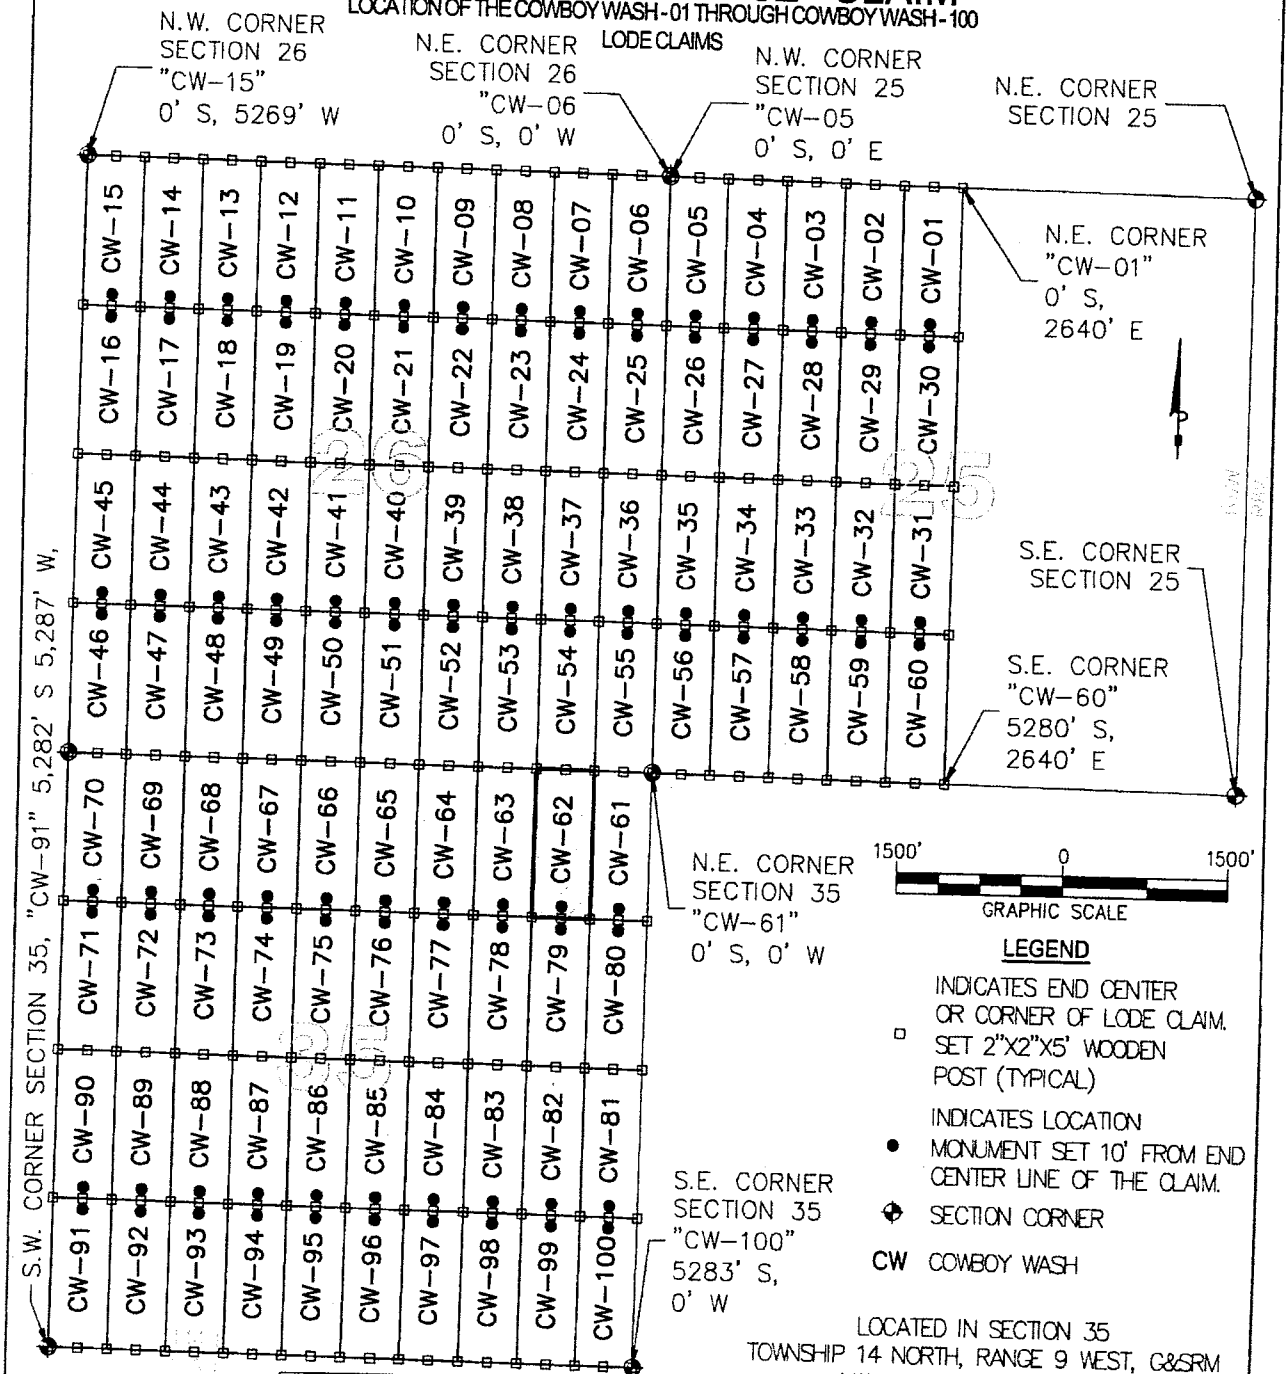 LOCATION OF THE COWBOY WASH-01 THROUGH COWBOY WASH-100
LODE CLAIMS
N.W. CORNER
SECTION 26
"CW-15"
0' S, 5269' W
N.E. CORNER
SECTION 26
"CW-06
0' S, 0' W
N.W. CORNER
SECTION 25
"CW-05
0' S, 0' E
N.E. CORNER
SECTION 25
CW-15 CW-14 CW-13 CW-12 CW-11 CW-10 CW-09 CW-08 CW-07 CW-06 CW-05 CW-04 CW-03 CW-02 CW-01
N.E. CORNER
"CW-01"
0' S,
2640' E
CW-16 CW-17 CW-18 CW-19 CW-20 CW-21 CW-22 CW-23 CW-24 CW-25 CW-26 CW-27 CW-28 CW-29 CW-30
26
25
CW-45 CW-44 CW-43 CW-42 CW-41 CW-40 CW-39 CW-38 CW-37 CW-36 CW-35 CW-34 CW-33 CW-32 CW-31
S.E. CORNER
SECTION 25
CW-46 CW-47 CW-48 CW-49 CW-50 CW-51 CW-52 CW-53 CW-54 CW-55 CW-56 CW-57 CW-58 CW-59 CW-60
S.E. CORNER
"CW-60"
5280' S,
2640' E
S.W. CORNER SECTION 35, "CW-91" 5,282' S 5,287' W,
CW-70 CW-69 CW-68 CW-67 CW-66 CW-65 CW-64 CW-63 CW-62 CW-61
N.E. CORNER
SECTION 35
"CW-61"
0' S, 0' W
1500' 0 1500'
GRAPHIC SCALE
CW-71 CW-72 CW-73 CW-74 CW-75 CW-76 CW-77 CW-78 CW-79 CW-80
35
CW-90 CW-89 CW-88 CW-87 CW-86 CW-85 CW-84 CW-83 CW-82 CW-81
CW-91 CW-92 CW-93 CW-94 CW-95 CW-96 CW-97 CW-98 CW-99 CW-100
S.E. CORNER
SECTION 35
"CW-100"
5283' S,
0' W
LEGEND
INDICATES END CENTER
OR CORNER OF LODE CLAIM.
SET 2"X2"X5' WOODEN
POST (TYPICAL)
INDICATES LOCATION
MONUMENT SET 10' FROM END
CENTER LINE OF THE CLAIM.
SECTION CORNER
CW COWBOY WASH
LOCATED IN SECTION 35
TOWNSHIP 14 NORTH, RANGE 9 WEST, G&SRM